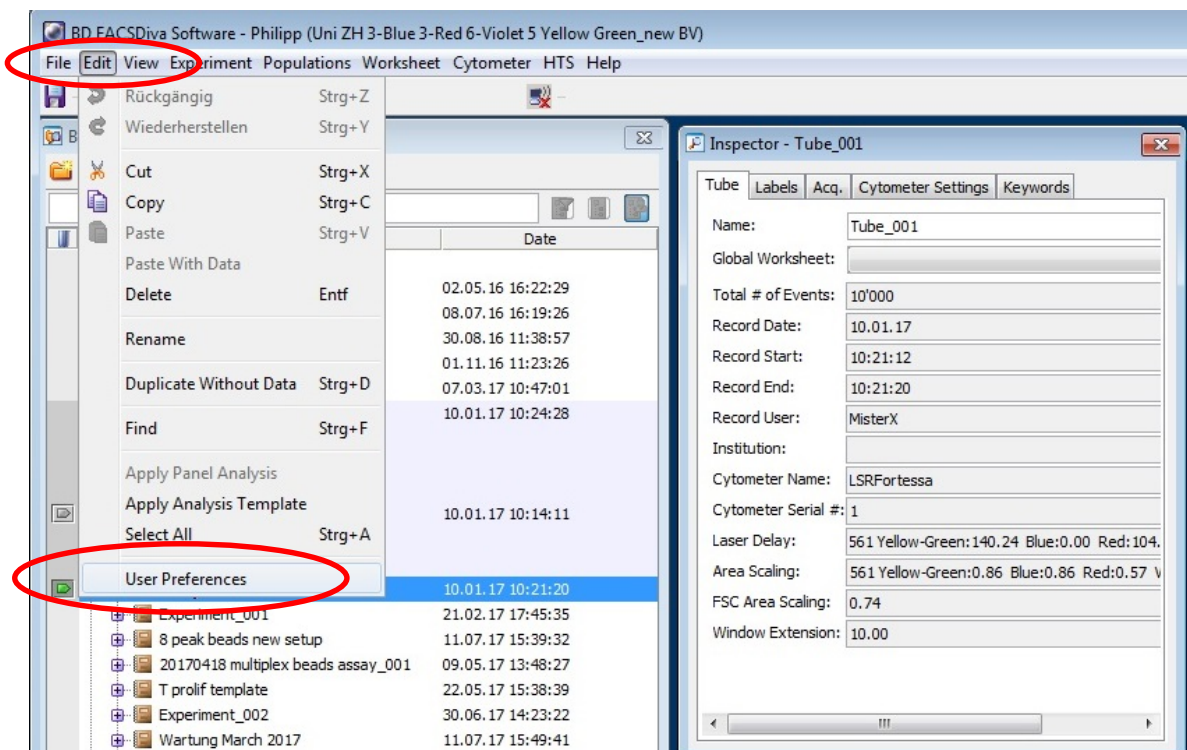 BD FACSDiva Software - Philipp (Uni ZH 3-Blue 3-Red 6-Violet 5 Yellow Green_new BV)
File Edit View Experiment Populations Worksheet Cytometer HTS Help
Rückgängig Strg+Z
Wiederherstellen Strg+Y
Cut Strg+X
Copy Strg+C
Paste Strg+V
Paste With Data
Delete Entf
Rename
Duplicate Without Data Strg+D
Find Strg+F
Apply Panel Analysis
Apply Analysis Template
Select All Strg+A
User Preferences
B
Date
02.05.16 16:22:29
08.07.16 16:19:26
30.08.16 11:38:57
01.11.16 11:23:26
07.03.17 10:47:01
10.01.17 10:24:28
10.01.17 10:14:11
10.01.17 10:21:20
Experiment_001 21.02.17 17:45:35
8 peak beads new setup 11.07.17 15:39:32
20170418 multiplex beads assay_001 09.05.17 13:48:27
T prolif template 22.05.17 15:38:39
Experiment_002 30.06.17 14:23:22
Wartung March 2017 11.07.17 15:49:41
Inspector - Tube_001
Tube Labels Acq. Cytometer Settings Keywords
Name: Tube_001
Global Worksheet:
Total # of Events: 10'000
Record Date: 10.01.17
Record Start: 10:21:12
Record End: 10:21:20
Record User: MisterX
Institution:
Cytometer Name: LSRFortessa
Cytometer Serial #: 1
Laser Delay: 561 Yellow-Green:140.24 Blue:0.00 Red:104.
Area Scaling: 561 Yellow-Green:0.86 Blue:0.86 Red:0.57 V
FSC Area Scaling: 0.74
Window Extension: 10.00